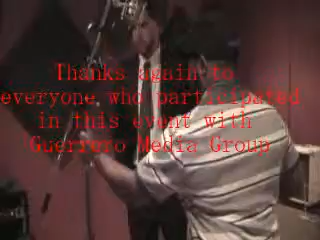 Thanks again to
everyone who participated
in this event with
Guerrero Media Group